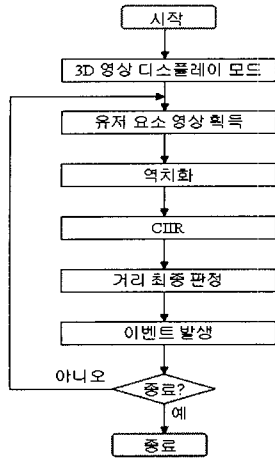 시작
3D 영상 디스플레이 모드
유저 요소 영상 획득
역치화
CIIR
거리 최종 판정
이벤트 발생
종료?
아니오
예
종료